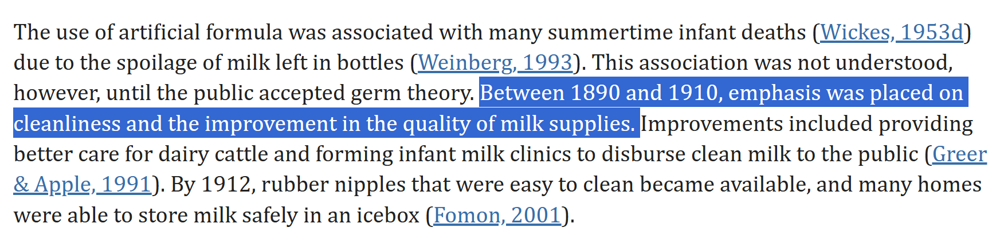 The use of artificial formula was associated with many summertime infant deaths (Wickes, 1953d)
due to the spoilage of milk left in bottles (Weinberg, 1993). This association was not understood,
however, until the public accepted germ theory. Between 1890 and 1910, emphasis was placed on
cleanliness and the improvement in the quality of milk supplies. Improvements included providing
better care for dairy cattle and forming infant milk clinics to disburse clean milk to the public (Greer
& Apple, 1991). By 1912, rubber nipples that were easy to clean became available, and many homes
were able to store milk safely in an icebox (Fomon, 2001).